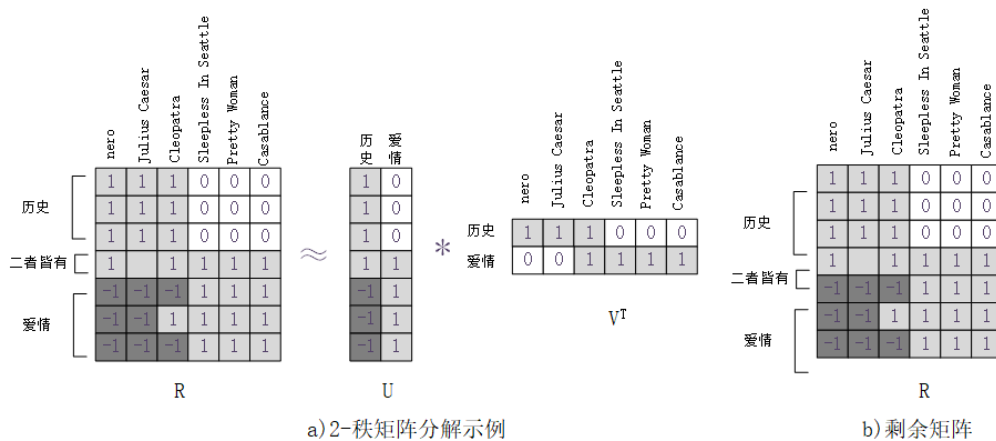 nero Julius Caesar Cleopatra Sleepless In Seattle Pretty Woman Casablance
历史
二者皆有
爱情
1 1 1 0 0 0
1 1 1 0 0 0
1 1 1 0 0 0
1 1 1 1 1
-1 -1 -1 1 1 1
-1 -1 1 1 1 1
-1 -1 -1 1 1 1
R
≈
历史 爱情
1 0
1 0
1 0
1 1
-1 1
-1 1
-1 1
U
*
nero Julius Caesar Cleopatra Sleepless In Seattle Pretty Woman Casablance
历史 1 1 1 0 0 0
爱情 0 0 1 1 1 1
V^T
a)2-秩矩阵分解示例
nero Julius Caesar Cleopatra Sleepless In Seattle Pretty Woman Casablance
历史
二者皆有
爱情
1 1 1 0 0 0
1 1 1 0 0 0
1 1 1 0 0 0
1 1 1 1 1
-1 -1 -1 1 1 1
-1 -1 1 1 1 1
-1 -1 -1 1 1 1
R
b)剩余矩阵